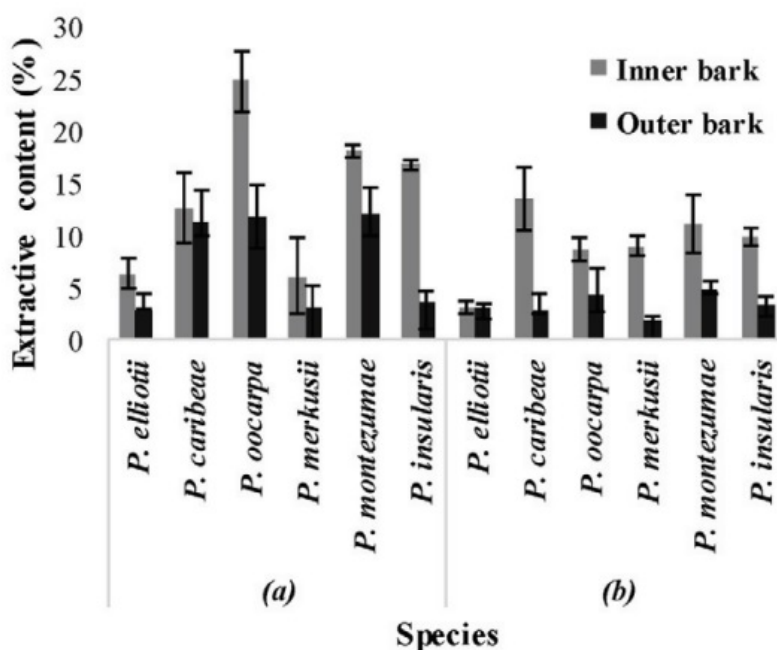 Extractive content (%)
30
25
20
15
10
5
0
Inner bark
Outer bark
P. elliotii
P. caribeae
P. oocarpa
P. merkusii
P. montezumae
P. insularis
P. elliotii
P. caribeae
P. oocarpa
P. merkusii
P. montezumae
P. insularis
(a)
(b)
Species